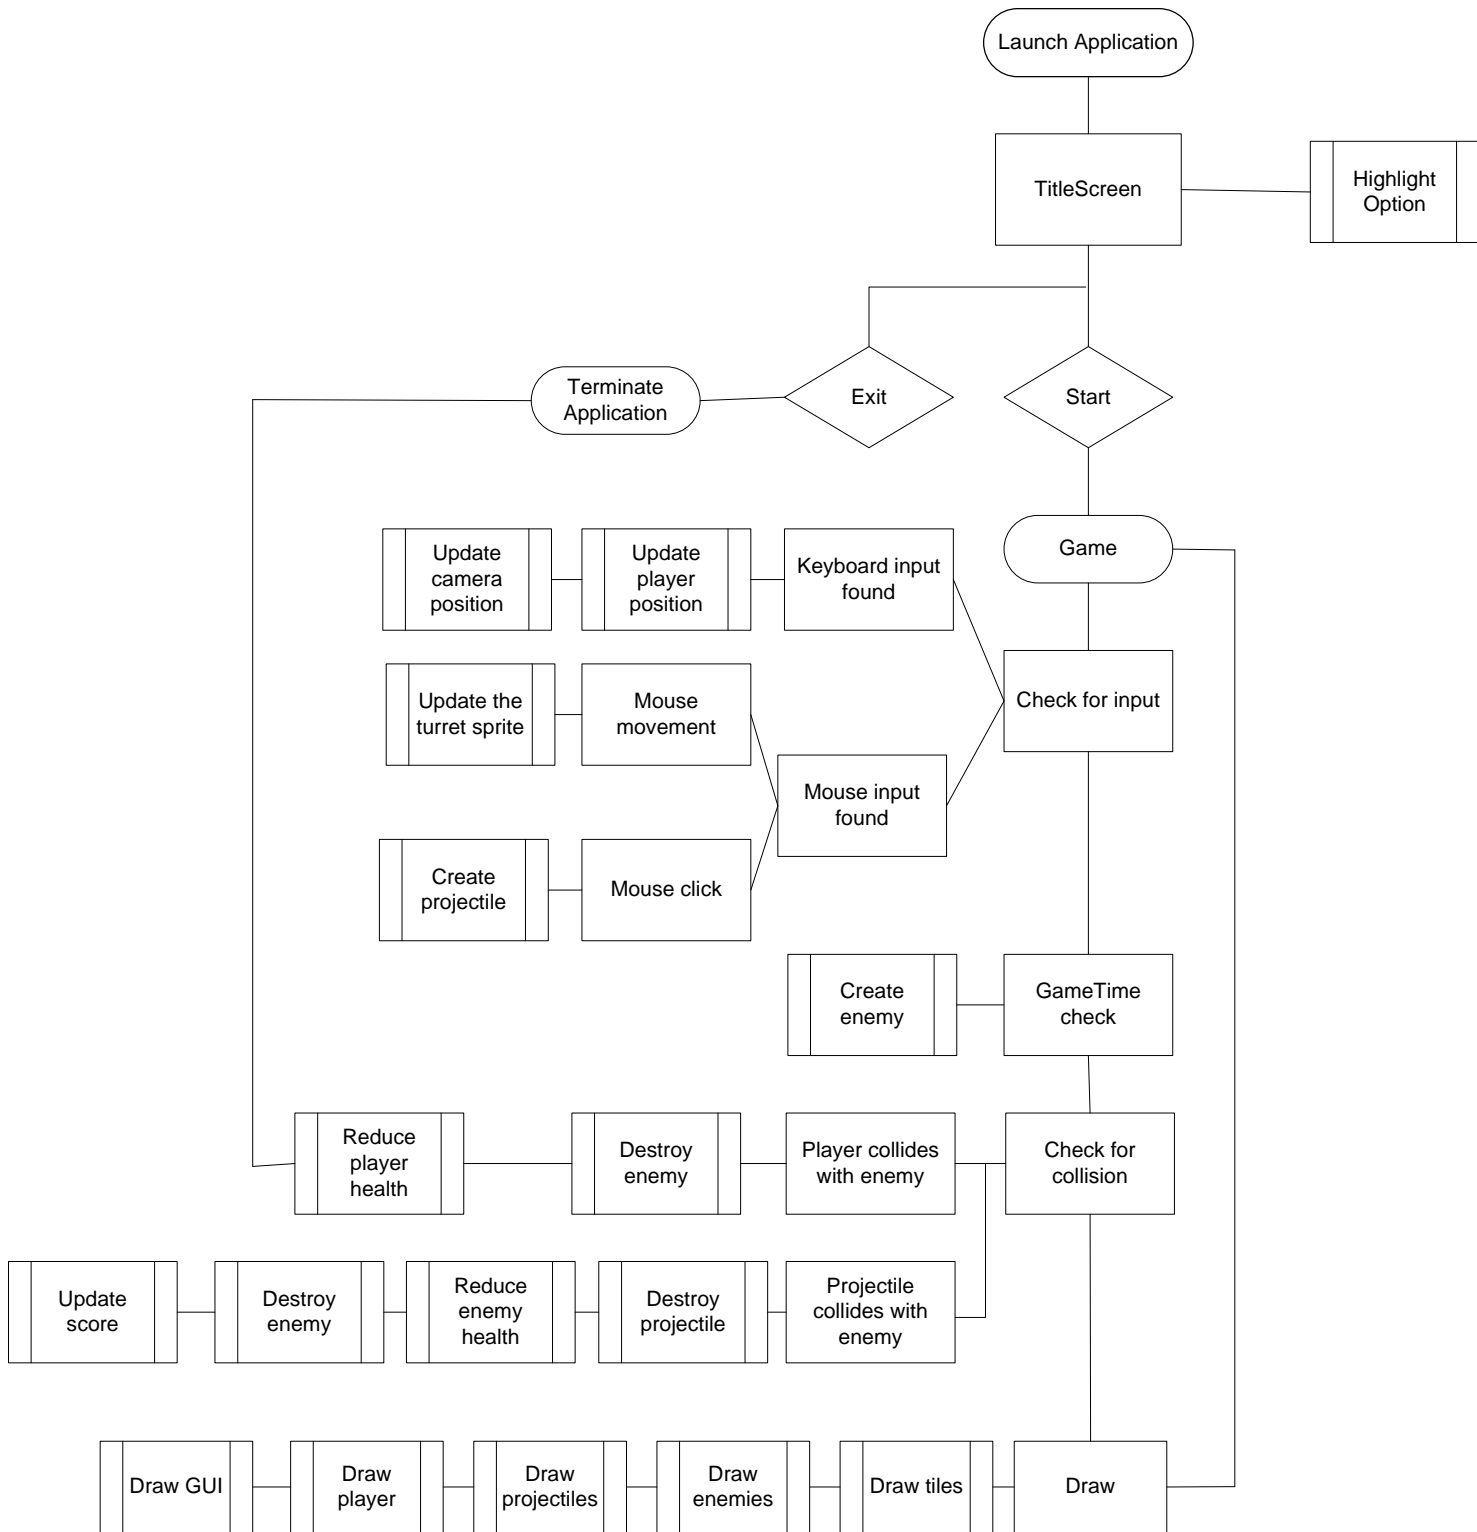 Launch Application
TitleScreen
Highlight
Option
Terminate
Application
Exit
Start
Game
Update
camera
position
Update
player
position
Keyboard input
found
Update the
turret sprite
Mouse
movement
Check for input
Mouse input
found
Create
projectile
Mouse click
Create
enemy
GameTime
check
Reduce
player
health
Destroy
enemy
Player collides
with enemy
Check for
collision
Update
score
Destroy
enemy
Reduce
enemy
health
Destroy
projectile
Projectile
collides with
enemy
Draw GUI
Draw
player
Draw
projectiles
Draw
enemies
Draw tiles
Draw